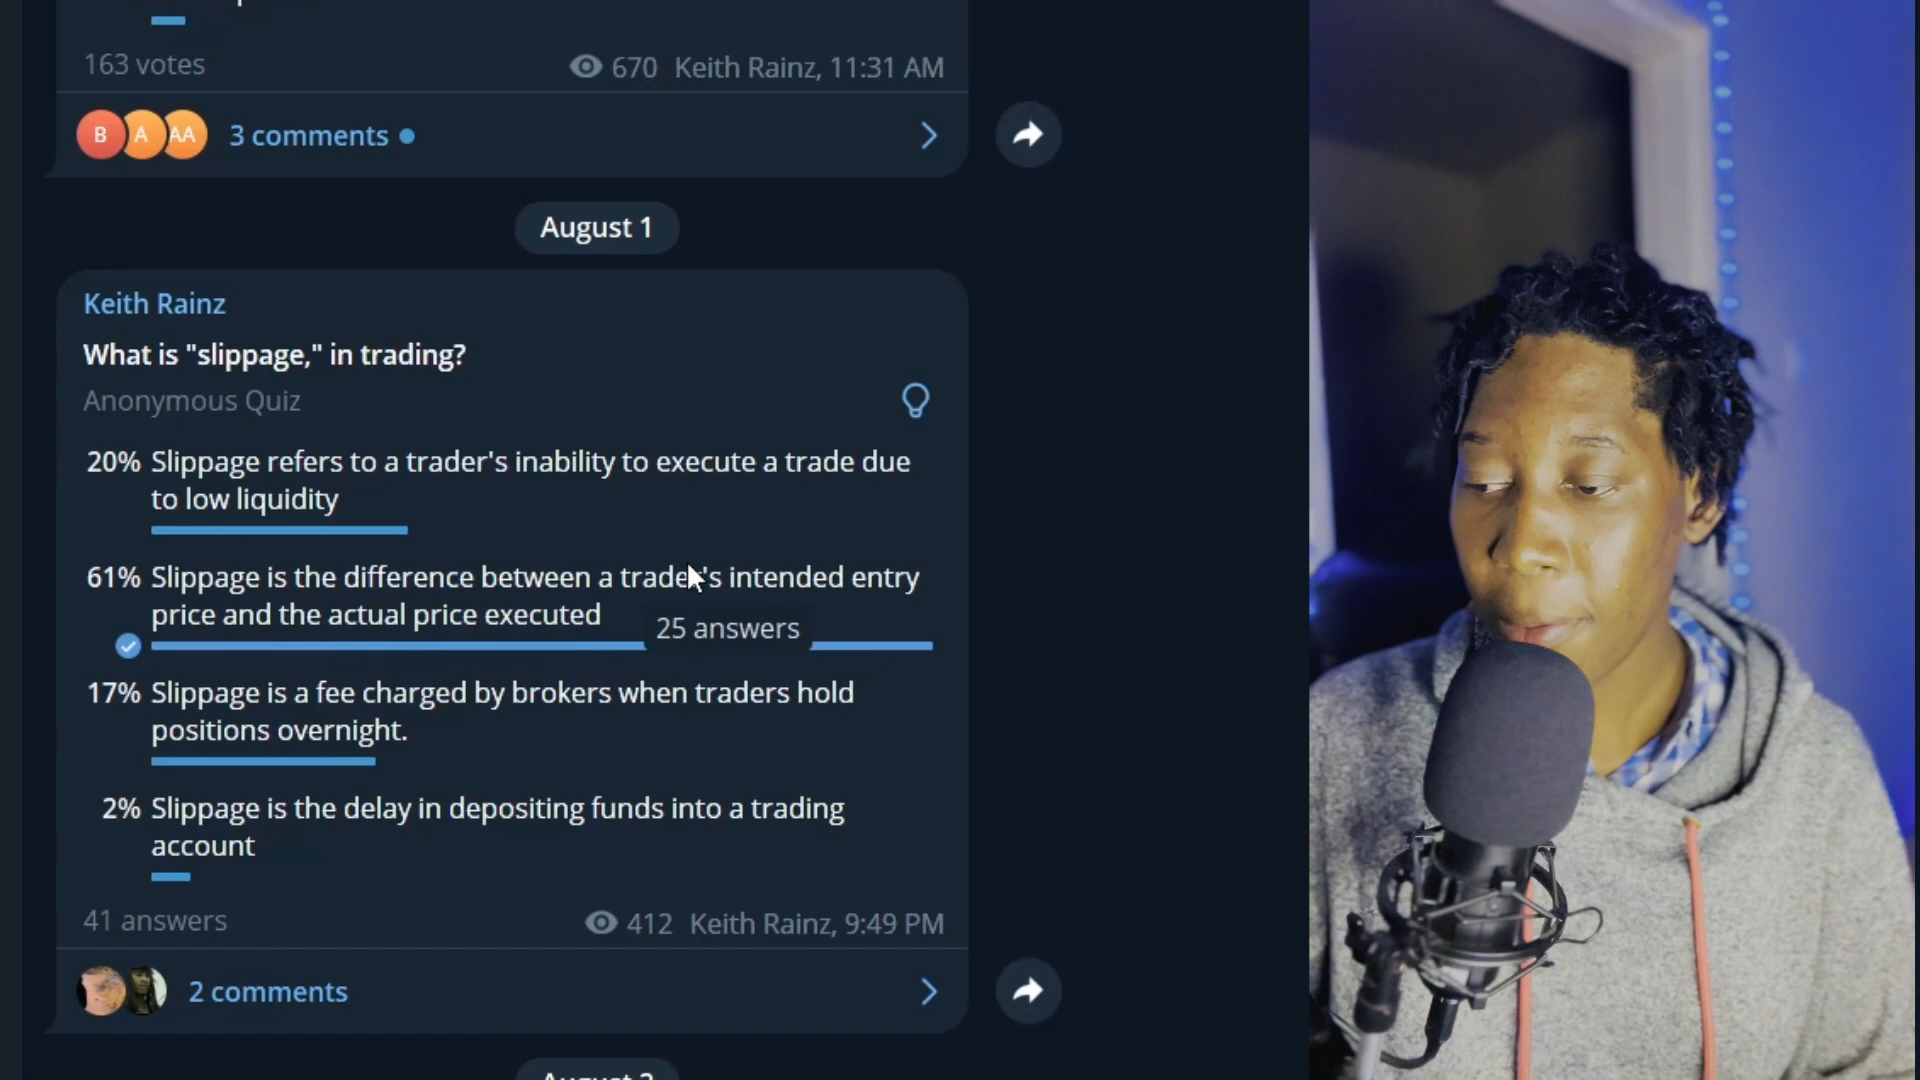 163 votes
670 Keith Rainz, 11:31 AM
B A AA 3 comments
August 1
Keith Rainz
What is "slippage," in trading?
Anonymous Quiz
20% Slippage refers to a trader's inability to execute a trade due
to low liquidity
61% Slippage is the difference between a trader's intended entry
price and the actual price executed
25 answers
17% Slippage is a fee charged by brokers when traders hold
positions overnight.
2% Slippage is the delay in depositing funds into a trading
account
41 answers
412 Keith Rainz, 9:49 PM
2 comments